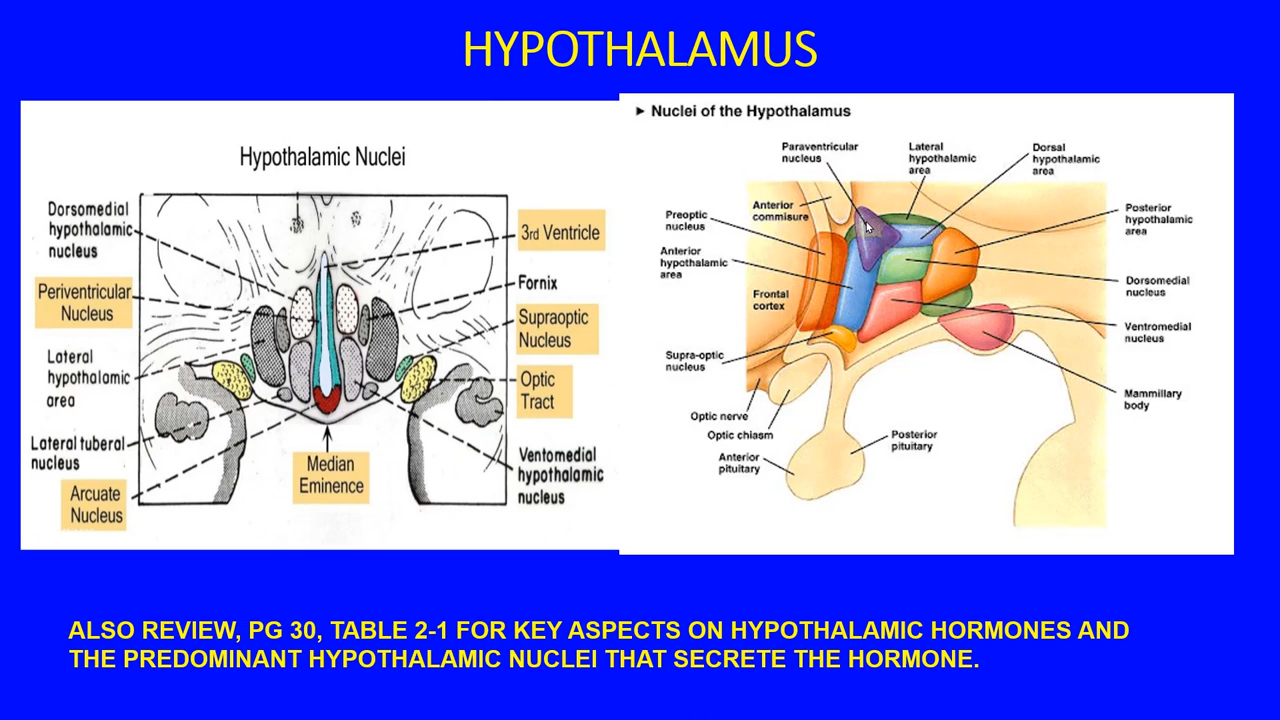 HYPOTHALAMUS
Hypothalamic Nuclei
Dorsomedial
hypothalamic
nucleus
Periventricular
Nucleus
Lateral
hypothalamic
area
Lateral tuberal
nucleus
Arcuate
Nucleus
Median
Eminence
3rd Ventricle
Fornix
Supraoptic
Nucleus
Optic
Tract
Ventomedial
hypothalamic
nucleus
► Nuclei of the Hypothalamus
Paraventricular
nucleus
Lateral
hypothalamic
area
Dorsal
hypothalamic
area
Preoptic
nucleus
Anterior
commisure
Posterior
hypothalamic
area
Anterior
hypothalamic
area
Frontal
cortex
Dorsomedial
nucleus
Supra-optic
nucleus
Ventromedial
nucleus
Optic nerve
Optic chiasm
Anterior
pituitary
Posterior
pituitary
Mammillary
body
ALSO REVIEW, PG 30, TABLE 2-1 FOR KEY ASPECTS ON HYPOTHALAMIC HORMONES AND
THE PREDOMINANT HYPOTHALAMIC NUCLEI THAT SECRETE THE HORMONE.